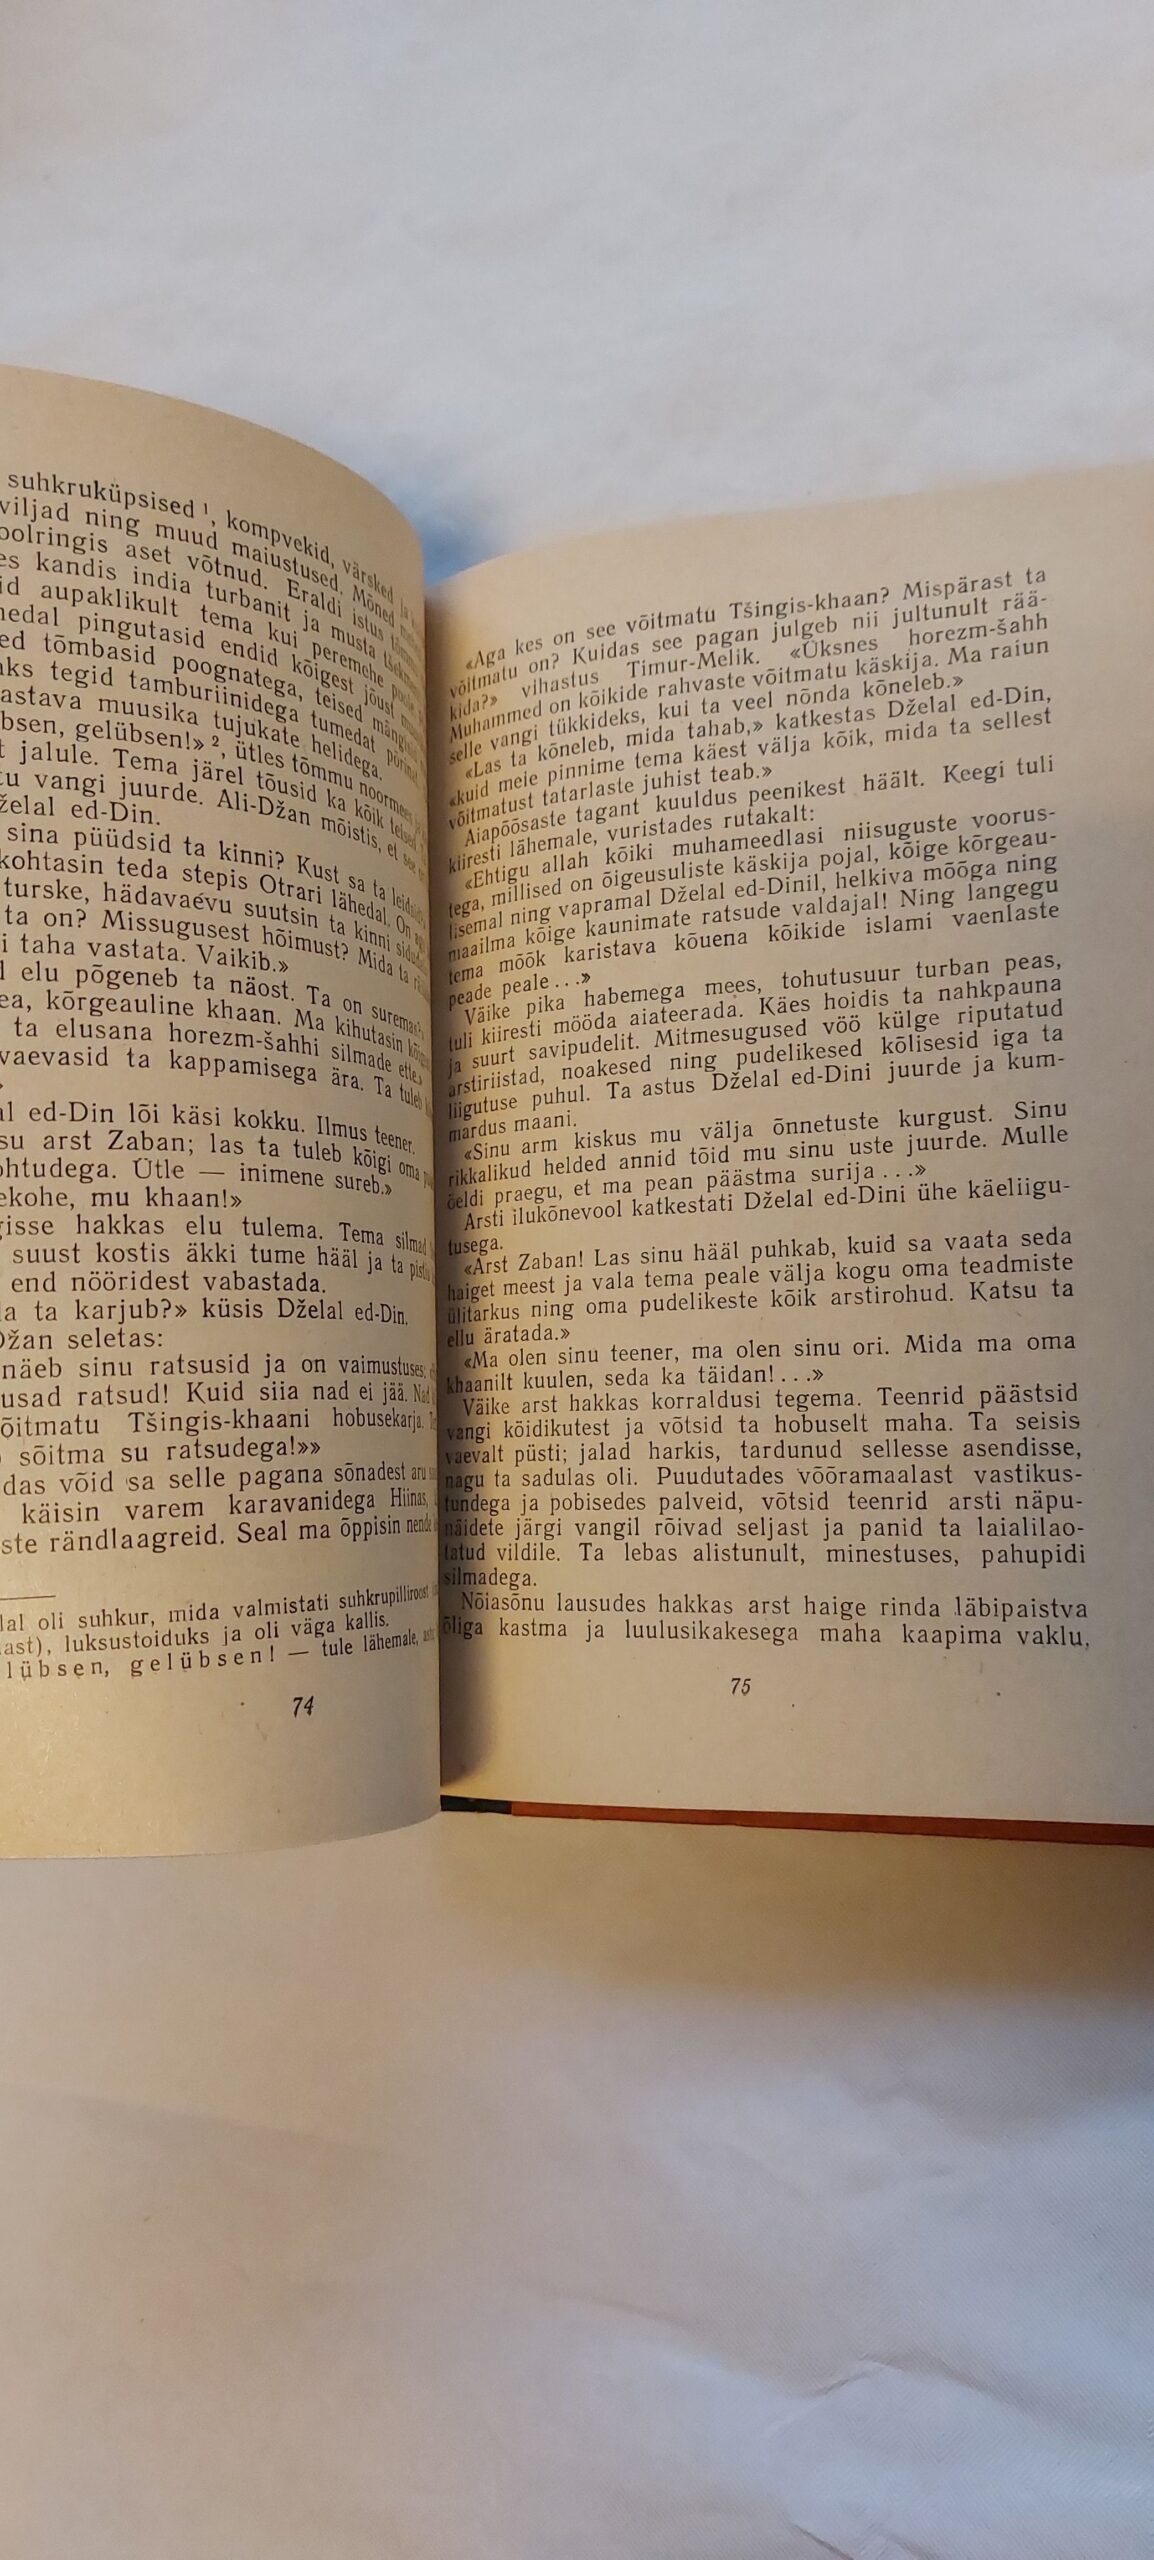 suhkruküpsised ¹, kompvekid, värsked ja
viljad ning muud maiustused. Mõned
poolringis aset võtnud. Eraldi istus tõmmu
es kandis india turbanit ja musta
id aupaklikult tema kui peremehe poole
medal pingutasid endid kõigest jõust
ed tõmbasid poognatega, teised
aks tegid tamburiinidega tumedat
astava muusika tujukate helidega.
bsen, gelübsen!» ², ütles tõmmu noormees
t jalule. Tema järel tõusid ka kõik teised
tu vangi juurde. Ali-Džan mõistis, et see
želal ed-Din.
sina püüdsid ta kinni? Kust sa ta leidsid
kohtasin teda stepis Otrari lähedal. On
turske, hädavaevu suutsin ta kinni siduda
ta on? Missugusest hõimust? Mida ta
i taha vastata. Vaikib.»
l elu põgeneb ta näost. Ta on
ea, kõrgeauline khaan. Ma kihutasin
ta elusana horezm-šahhi silmade ette.
vaevasid ta kappamisega ära. Ta tuleb
»
al ed-Din lõi käsi kokku. Ilmus teener.
su arst Zaban; las ta tuleb kõigi oma
ohtudega. Ütle — inimene sureb.»
ekohe, mu khaan!»
gisse hakkas elu tulema. Tema silmad
suust kostis äkki tume hääl ja ta
end nööridest vabastada.
la ta karjub?» küsis Dželal ed-Din.
Džan seletas:
näeb sinu ratsusid ja on vaimustuses:
usad ratsud! Kuid siia nad ei jää. Nad
õitmatu Tšingis-khaani hobusekarja.
sõitma su ratsudega!»»
das võid sa selle pagana sõnadest aru
käisin varem karavanidega Hiinas,
ste rändlaagreid. Seal ma õppisin nende
lal oli suhkur, mida valmistati suhkrupilliroost
ast), luksustoiduks ja oli väga kallis.
lübsen, gelübsen! — tule lähemale,
74
«Aga kes on see võitmatu Tšingis-khaan? Mispärast ta
võitmatu on? Kuidas see pagan julgeb nii jultunult rää-
kida?» vihastus Timur-Melik. «Üksnes horezm-šahh
Muhammed on kõikide rahvaste võitmatu käskija. Ma raiun
selle vangi tükkideks, kui ta veel nõnda kõneleb.»
«Las ta kõneleb, mida tahab,» katkestas Dželal ed-Din,
«kuid meie pinnime tema käest välja kõik, mida ta sellest
võitmatust tatarlaste juhist teab.»
Aiapõõsaste tagant kuuldus peenikest häält. Keegi tuli
kiiresti lähemale, vuristades rutakalt:
«Ehtigu allah kõiki muhameedlasi niisuguste voorus-
tega, millised on õigeusuliste käskija pojal, kõige kõrgeau-
lisemal ning vapramal Dželal ed-Dinil, helkiva mõõga ning
maailma kõige kaunimate ratsude valdajal! Ning langegu
tema mõõk karistava kõuena kõikide islami vaenlaste
peade peale . . .»
Väike pika habemega mees, tohutusuur turban peas,
tuli kiiresti mööda aiateerada. Käes hoidis ta nahkpauna
ja suurt savipudelit. Mitmesugused vöö külge riputatud
arstiriistad, noakesed ning pudelikesed kõlisesid iga ta
liigutuse puhul. Ta astus Dželal ed-Dini juurde ja kum-
mardus maani.
«Sinu arm kiskus mu välja õnnetuste kurgust. Sinu
rikkalikud helded annid tõid mu sinu uste juurde. Mulle
öeldi praegu, et ma pean päästma surija . . .»
Arsti ilukõnevool katkestati Dželal ed-Dini ühe käeliigu-
tusega.
«Arst Zaban! Las sinu hääl puhkab, kuid sa vaata seda
haiget meest ja vala tema peale välja kogu oma teadmiste
ülitarkus ning oma pudelikeste kõik arstirohud. Katsu ta
ellu äratada.»
«Ma olen sinu teener, ma olen sinu ori. Mida ma oma
khaanilt kuulen, seda ka täidan! . . .»
Väike arst hakkas korraldusi tegema. Teenrid päästsid
vangi köidikutest ja võtsid ta hobuselt maha. Ta seisis
vaevalt püsti; jalad harkis, tardunud sellesse asendisse,
nagu ta sadulas oli. Puudutades võõramaalast vastikus-
tundega ja pobisedes palveid, võtsid teenrid arsti näpu-
näidete järgi vangil rõivad seljast ja panid ta laialilao-
tatud vildile. Ta lebas alistunult, minestuses, pahupidi
silmadega.
Nõiasõnu lausudes hakkas arst haige rinda läbipaistva
õliga kastma ja luulusikakesega maha kaapima vaklu,
75